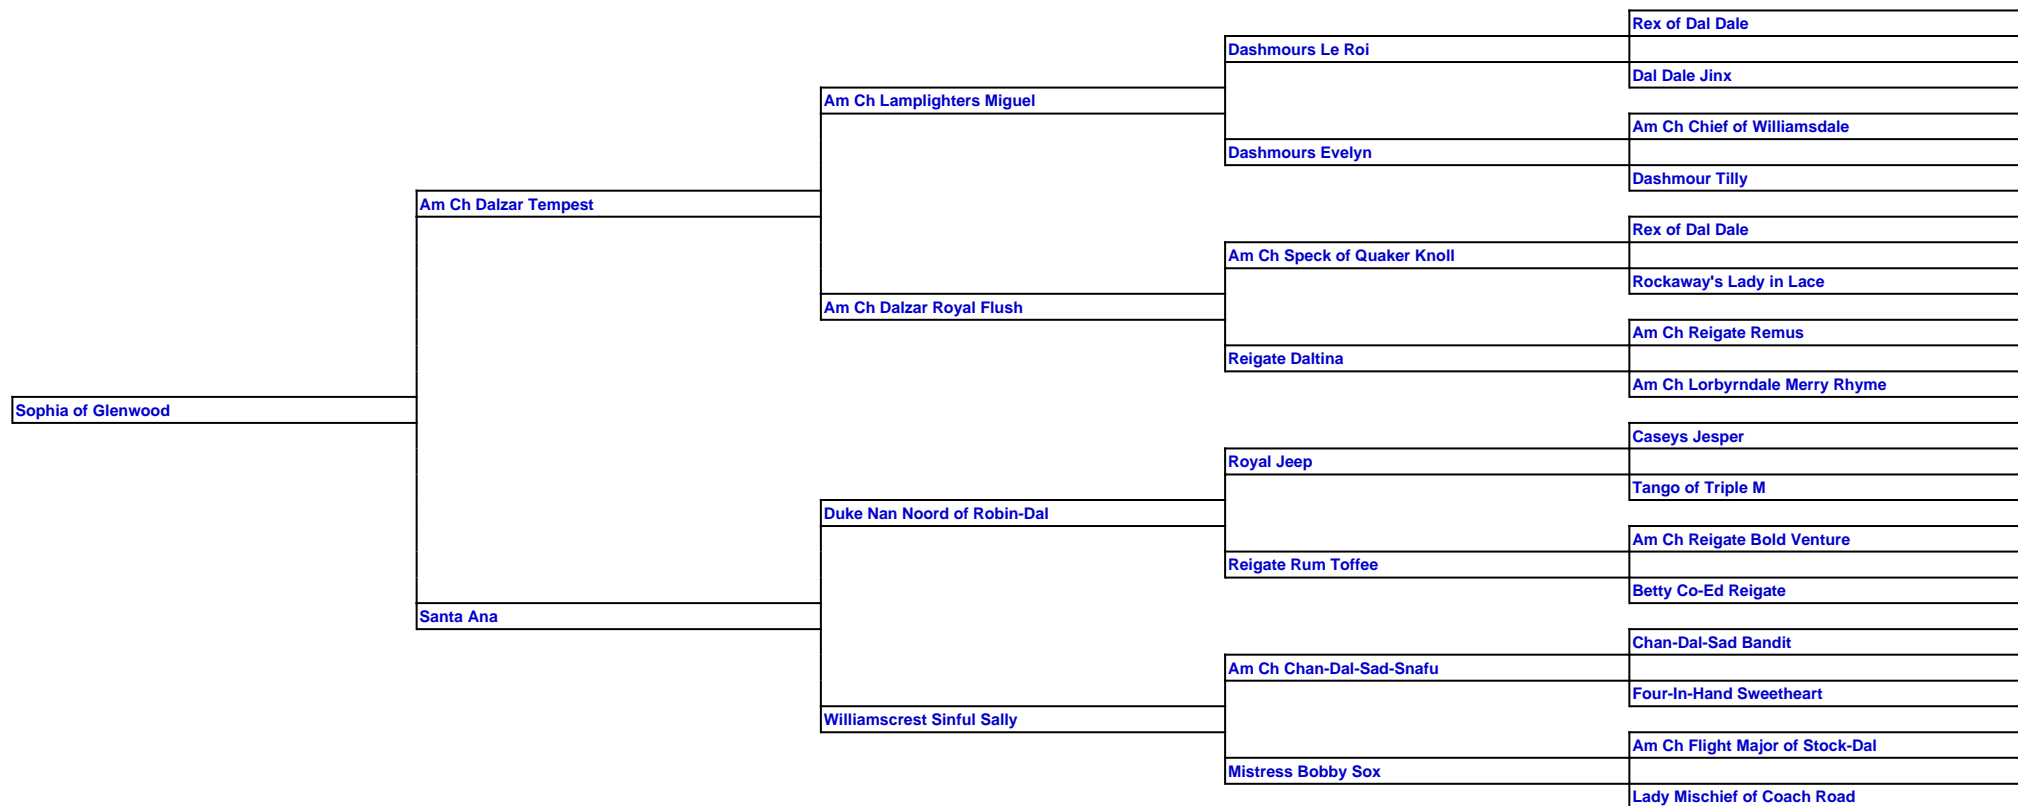 Rex of Dal Dale
Dashmours Le Roi
Dal Dale Jinx
Am Ch Lamplighters Miguel
Am Ch Chief of Williamsdale
Dashmours Evelyn
Dashmour Tilly
Am Ch Dalzar Tempest
Rex of Dal Dale
Am Ch Speck of Quaker Knoll
Rockaway's Lady in Lace
Am Ch Dalzar Royal Flush
Am Ch Reigate Remus
Reigate Daltina
Am Ch Lorbyrndale Merry Rhyme
Sophia of Glenwood
Caseys Jesper
Royal Jeep
Tango of Triple M
Duke Nan Noord of Robin-Dal
Am Ch Reigate Bold Venture
Reigate Rum Toffee
Betty Co-Ed Reigate
Santa Ana
Chan-Dal-Sad Bandit
Am Ch Chan-Dal-Sad-Snafu
Four-In-Hand Sweetheart
Williamscrest Sinful Sally
Am Ch Flight Major of Stock-Dal
Mistress Bobby Sox
Lady Mischief of Coach Road